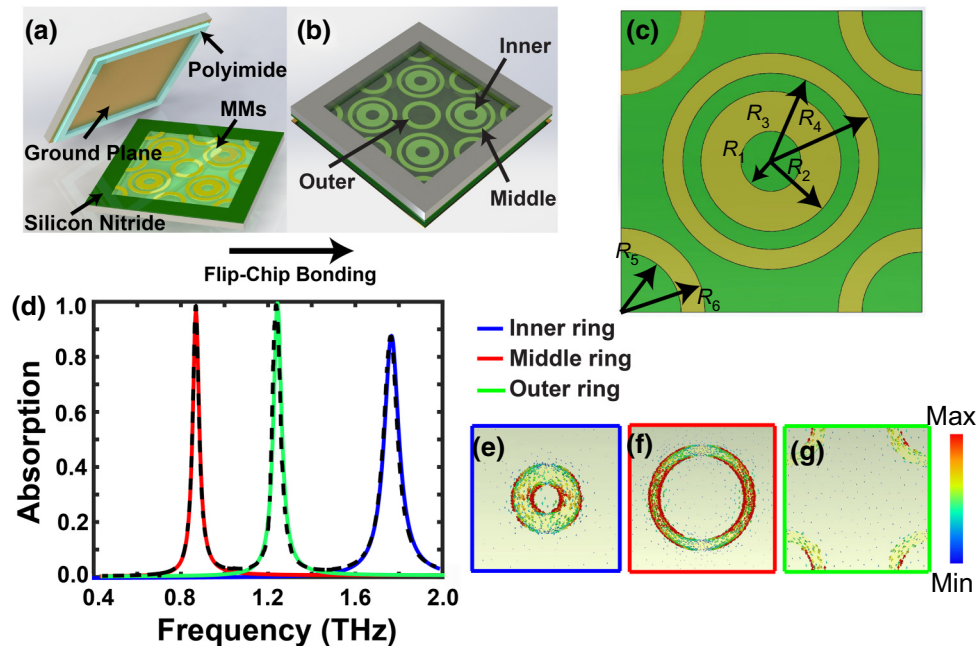 (a)
Polyimide
MMs
Ground Plane
Silicon Nitride
(b)
Inner
Outer
Middle
Flip-Chip Bonding
(c)
R3
R4
R1
R2
R5
R6
(d)
1.0
0.8
0.6
0.4
0.2
0.0
Absorption
0.4 0.8 1.2 1.6 2.0
Frequency (THz)
Inner ring
Middle ring
Outer ring
(e)
(f)
(g)
Max
Min